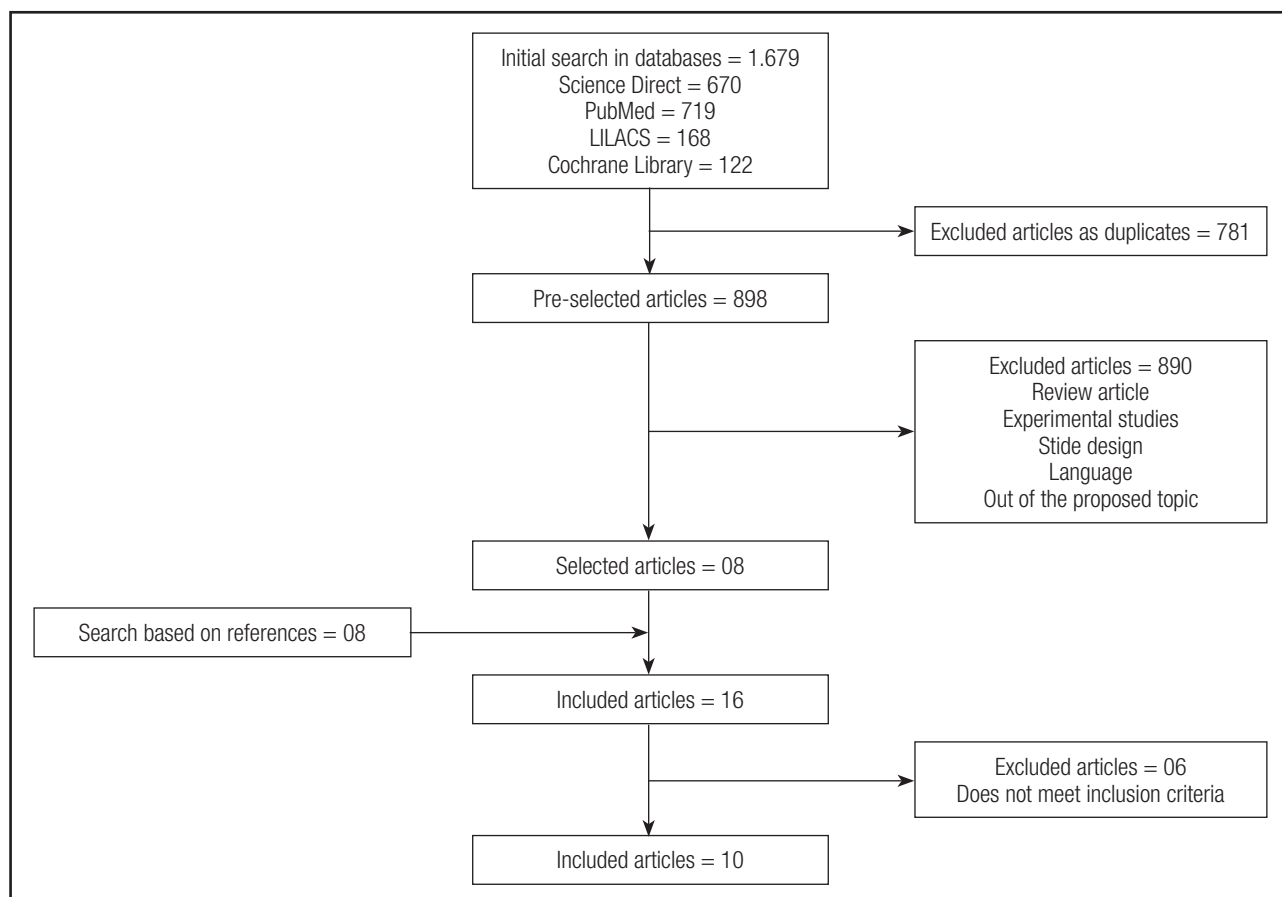 Initial search in databases = 1.679
Science Direct = 670
PubMed = 719
LILACS = 168
Cochrane Library = 122
Excluded articles as duplicates = 781
Pre-selected articles = 898
Excluded articles = 890
Review article
Experimental studies
Stide design
Language
Out of the proposed topic
Selected articles = 08
Search based on references = 08
Included articles = 16
Excluded articles = 06
Does not meet inclusion criteria
Included articles = 10